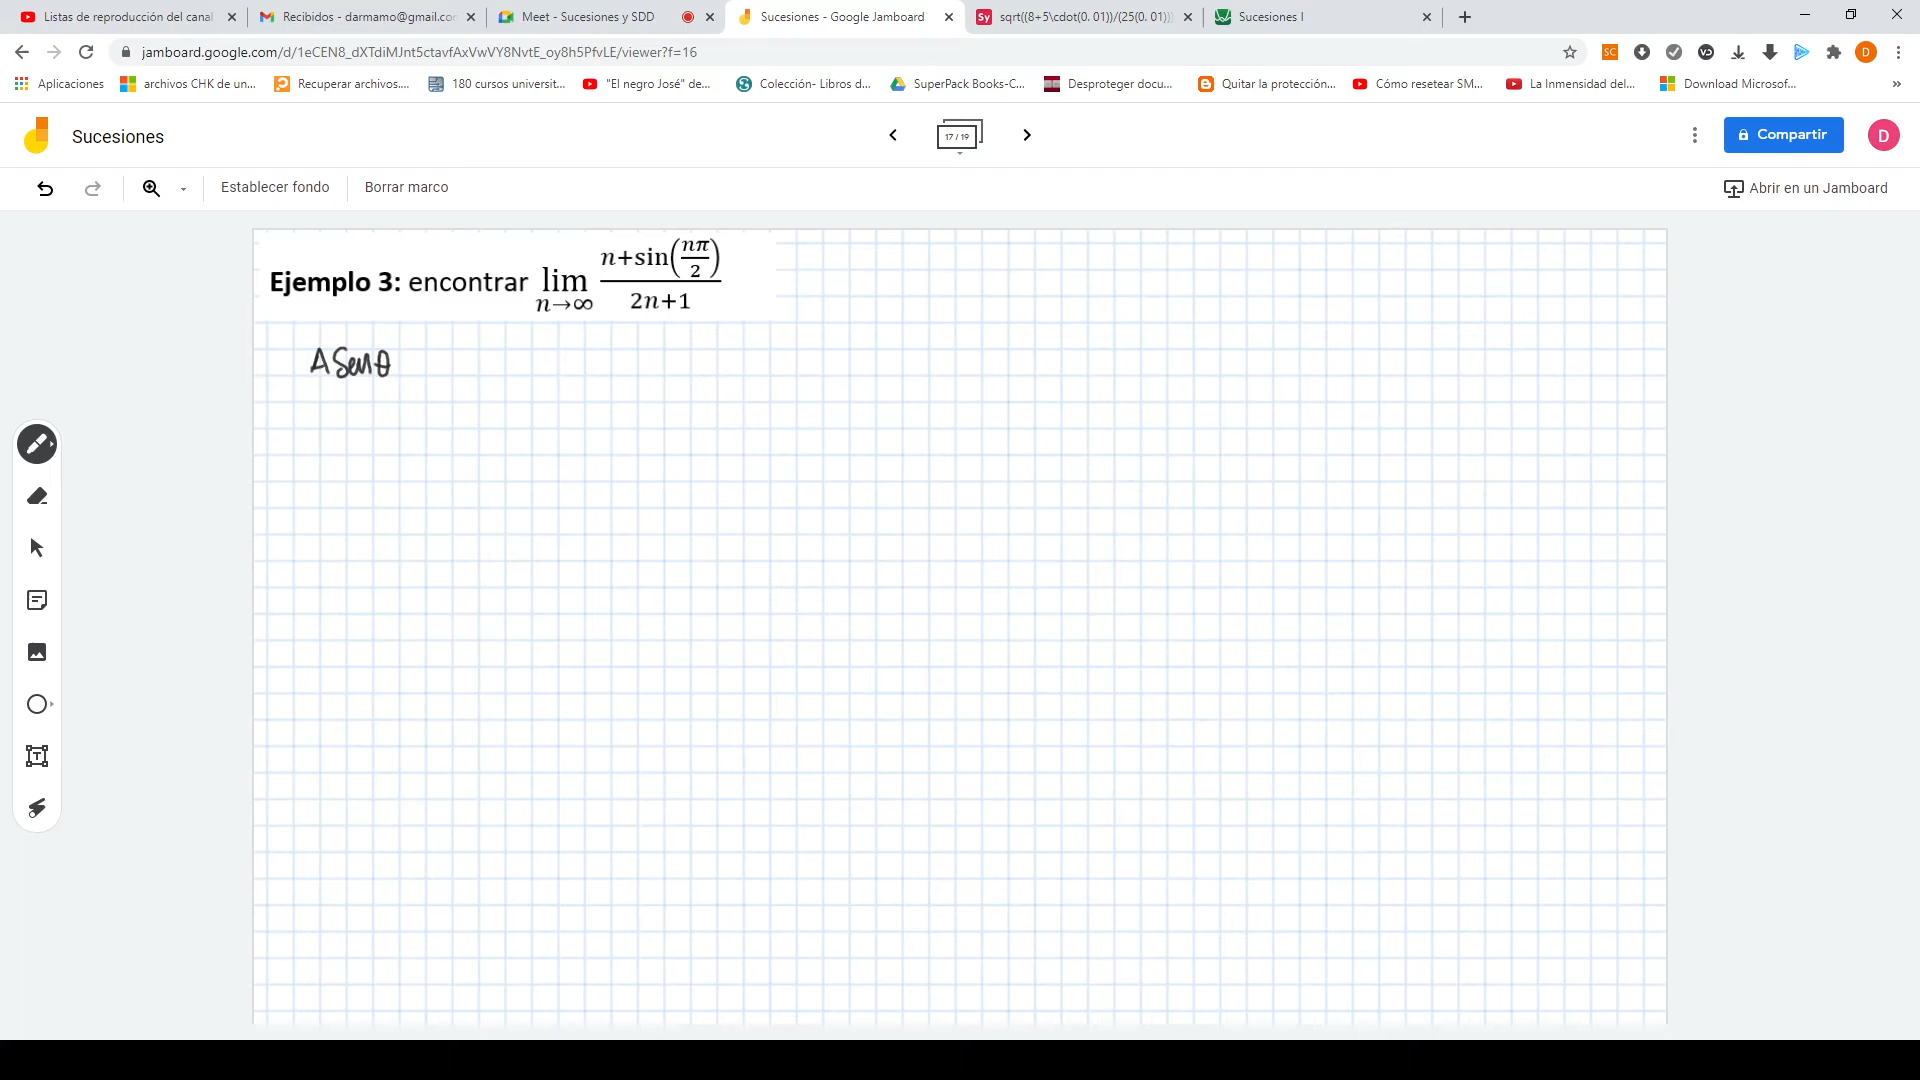 Listas de reproducción del canal
Recibidos - darmamo@gmail.com
Meet - Sucesiones y SDD
Sucesiones - Google Jamboard
sqrt((8+5\cdot(0. 01))/(25(0. 01)))
Sucesiones I
jamboard.google.com/d/1eCEN8_dXTdiMJnt5ctavfAxVwVY8NvtE_oy8h5PfvLE/viewer?f=16
Aplicaciones
archivos CHK de un...
Recuperar archivos....
180 cursos universit...
"El negro José" de...
Colección- Libros d...
SuperPack Books-C...
Desproteger docu...
Quitar la protección...
Cómo resetear SM...
La Inmensidad del...
Download Microsof...
Sucesiones
17 / 19
Compartir
D
Establecer fondo
Borrar marco
Abrir en un Jamboard
Ejemplo 3: encontrar lim n→∞ (n+sin(nπ/2))/(2n+1)
A Sen θ